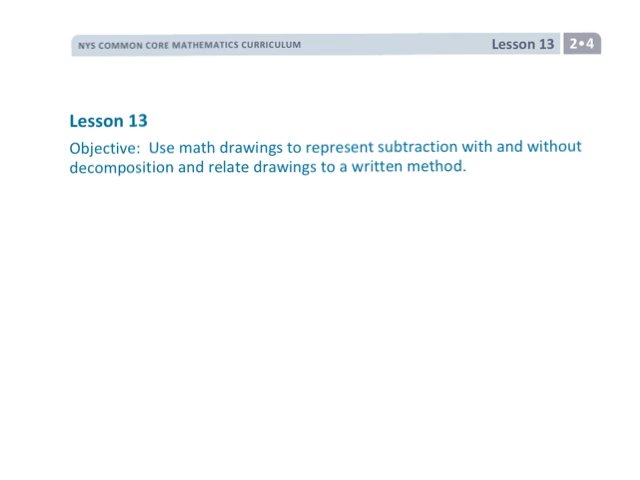 NYS COMMON CORE MATHEMATICS CURRICULUM Lesson 13 2•4
Lesson 13
Objective: Use math drawings to represent subtraction with and without
decomposition and relate drawings to a written method.